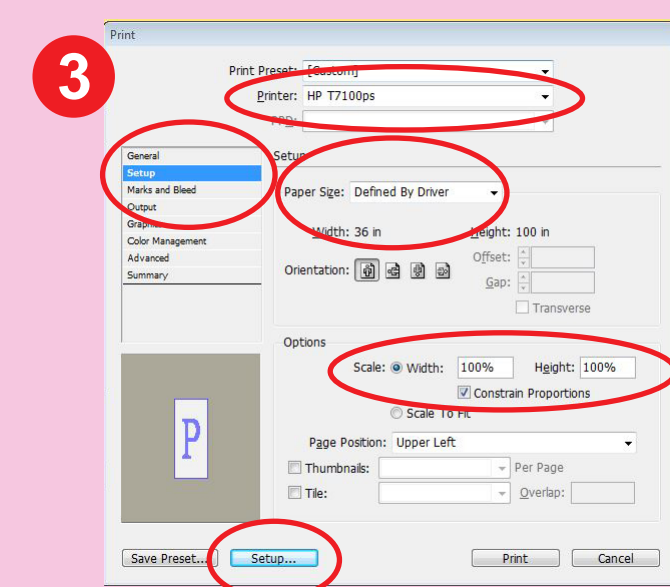 Print
3
Print Preset: [Custom]
Printer: HP T7100ps
PPD:
General
Setup
Marks and Bleed
Output
Graphics
Color Management
Advanced
Summary
Setup
Paper Size: Defined By Driver
Width: 36 in Height: 100 in
Orientation: Offset:
Gap:
Transverse
Options
Scale: Width: 100% Height: 100%
Constrain Proportions
Scale To Fit
Page Position: Upper Left
Thumbnails: Per Page
Tile: Overlap:
P
Save Preset... Setup... Print Cancel